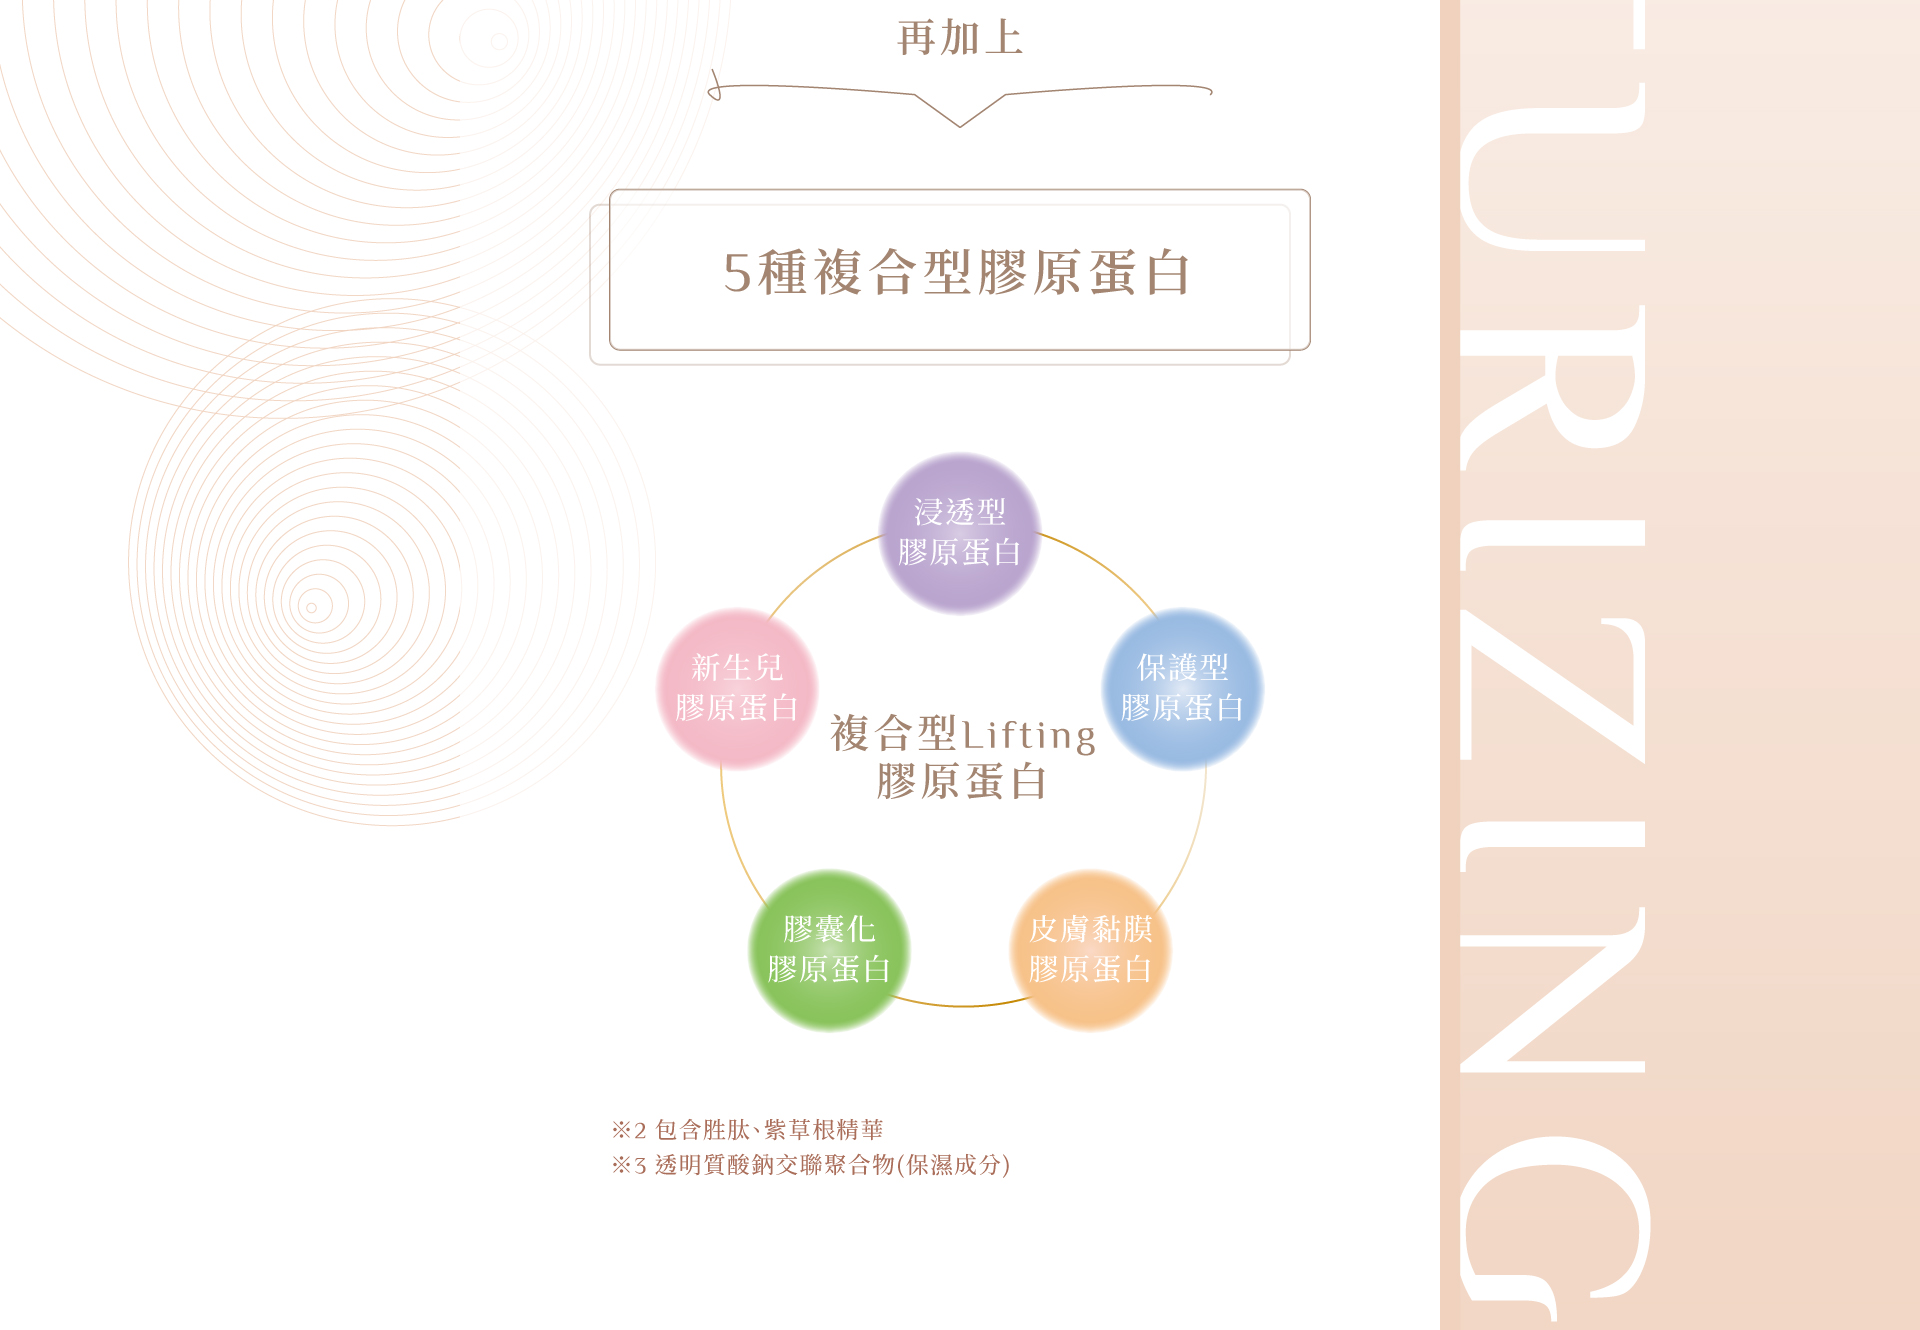 再加上
5種複合型膠原蛋白
浸透型
膠原蛋白
新生兒
膠原蛋白
保護型
膠原蛋白
複合型Lifting
膠原蛋白
膠囊化
膠原蛋白
皮膚黏膜
膠原蛋白
※2 包含胜肽、紫草根精華
※3 透明質酸鈉交聯聚合物(保濕成分)
URIZING